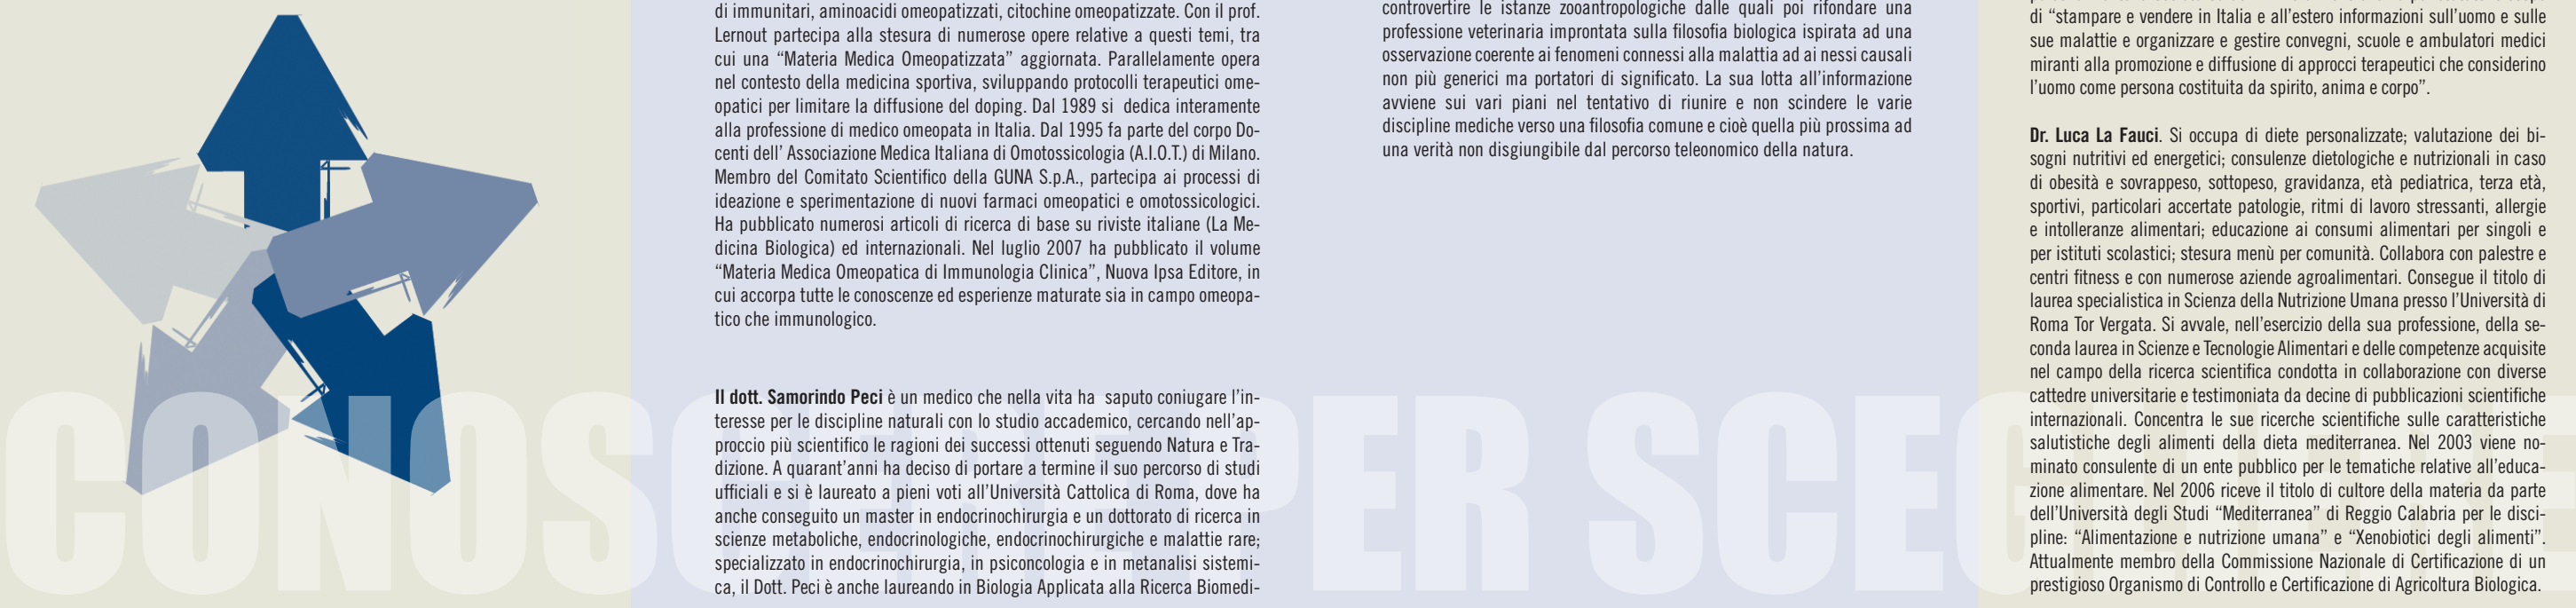 di immunitari, aminoacidi omeopatizzati, citochine omeopatizzate. Con il prof.
Lernout partecipa alla stesura di numerose opere relative a questi temi, tra
cui una “Materia Medica Omeopatizzata” aggiornata. Parallelamente opera
nel contesto della medicina sportiva, sviluppando protocolli terapeutici ome-
opatici per limitare la diffusione del doping. Dal 1989 si dedica interamente
alla professione di medico omeopata in Italia. Dal 1995 fa parte del corpo Do-
centi dell’ Associazione Medica Italiana di Omotossicologia (A.I.O.T.) di Milano.
Membro del Comitato Scientifico della GUNA S.p.A., partecipa ai processi di
ideazione e sperimentazione di nuovi farmaci omeopatici e omotossicologici.
Ha pubblicato numerosi articoli di ricerca di base su riviste italiane (La Me-
dicina Biologica) ed internazionali. Nel luglio 2007 ha pubblicato il volume
“Materia Medica Omeopatica di Immunologia Clinica”, Nuova Ipsa Editore, in
cui accorpa tutte le conoscenze ed esperienze maturate sia in campo omeopa-
tico che immunologico.
Il dott. Samorindo Peci è un medico che nella vita ha saputo coniugare l’in-
teresse per le discipline naturali con lo studio accademico, cercando nell’ap-
proccio più scientifico le ragioni dei successi ottenuti seguendo Natura e Tra-
dizione. A quarant’anni ha deciso di portare a termine il suo percorso di studi
ufficiali e si è laureato a pieni voti all’Università Cattolica di Roma, dove ha
anche conseguito un master in endocrinochirurgia e un dottorato di ricerca in
scienze metaboliche, endocrinologiche, endocrinochirurgiche e malattie rare;
specializzato in endocrinochirurgia, in psiconcologia e in metanalisi sistemi-
ca, il Dott. Peci è anche laureando in Biologia Applicata alla Ricerca Biomedi-
controvertire le istanze zooantropologiche dalle quali poi rifondare una
professione veterinaria improntata sulla filosofia biologica ispirata ad una
osservazione coerente ai fenomeni connessi alla malattia ad ai nessi causali
non più generici ma portatori di significato. La sua lotta all’informazione
avviene sui vari piani nel tentativo di riunire e non scindere le varie
discipline mediche verso una filosofia comune e cioè quella più prossima ad
una verità non disgiungibile dal percorso teleonomico della natura.
di “stampare e vendere in Italia e all’estero informazioni sull’uomo e sulle
sue malattie e organizzare e gestire convegni, scuole e ambulatori medici
miranti alla promozione e diffusione di approcci terapeutici che considerino
l’uomo come persona costituita da spirito, anima e corpo”.
Dr. Luca La Fauci. Si occupa di diete personalizzate; valutazione dei bi-
sogni nutritivi ed energetici; consulenze dietologiche e nutrizionali in caso
di obesità e sovrappeso, sottopeso, gravidanza, età pediatrica, terza età,
sportivi, particolari accertate patologie, ritmi di lavoro stressanti, allergie
e intolleranze alimentari; educazione ai consumi alimentari per singoli e
per istituti scolastici; stesura menù per comunità. Collabora con palestre e
centri fitness e con numerose aziende agroalimentari. Consegue il titolo di
laurea specialistica in Scienza della Nutrizione Umana presso l’Università di
Roma Tor Vergata. Si avvale, nell’esercizio della sua professione, della se-
conda laurea in Scienze e Tecnologie Alimentari e delle competenze acquisite
nel campo della ricerca scientifica condotta in collaborazione con diverse
cattedre universitarie e testimoniata da decine di pubblicazioni scientifiche
internazionali. Concentra le sue ricerche scientifiche sulle caratteristiche
salutistiche degli alimenti della dieta mediterranea. Nel 2003 viene no-
minato consulente di un ente pubblico per le tematiche relative all’educa-
zione alimentare. Nel 2006 riceve il titolo di cultore della materia da parte
dell’Università degli Studi “Mediterranea” di Reggio Calabria per le disci-
pline: “Alimentazione e nutrizione umana” e “Xenobiotici degli alimenti”.
Attualmente membro della Commissione Nazionale di Certificazione di un
prestigioso Organismo di Controllo e Certificazione di Agricoltura Biologica.
CONOSCERE PER SCEGLIERE